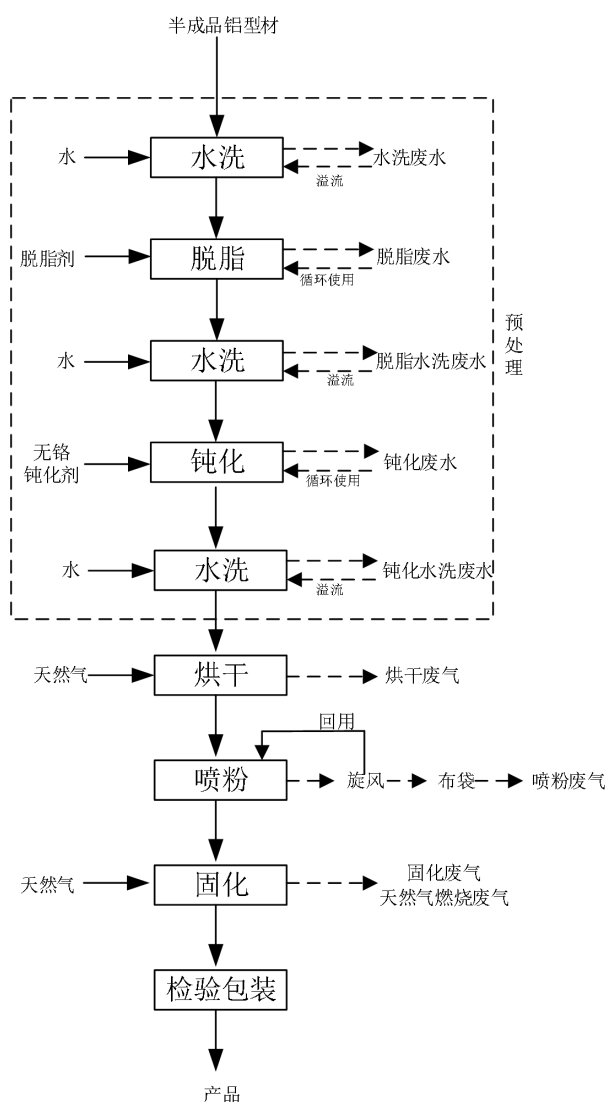 半成品铝型材
水
水洗
水洗废水
溢流
脱脂剂
脱脂
脱脂废水
循环使用
预
处
理
水
水洗
脱脂水洗废水
溢流
无铬
钝化剂
钝化
钝化废水
循环使用
水
水洗
钝化水洗废水
溢流
天然气
烘干
烘干废气
回用
喷粉
旋风
布袋
喷粉废气
天然气
固化
固化废气
天然气燃烧废气
检验包装
产品